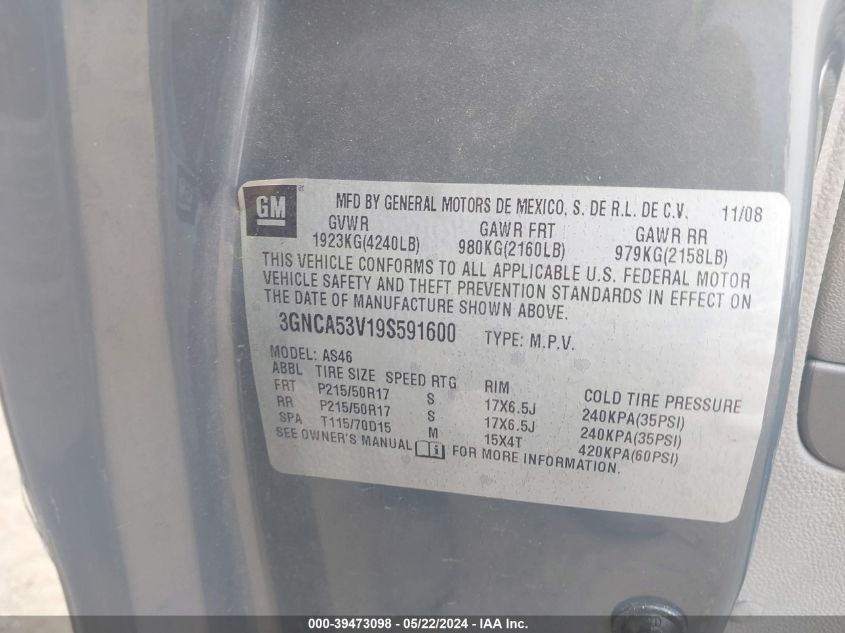 GM
MFD BY GENERAL MOTORS DE MEXICO, S. DE R.L. DE C.V. 11/08
GVWR GAWR FRT GAWR RR
1923KG(4240LB) 980KG(2160LB) 979KG(2158LB)
THIS VEHICLE CONFORMS TO ALL APPLICABLE U.S. FEDERAL MOTOR
VEHICLE SAFETY AND THEFT PREVENTION STANDARDS IN EFFECT ON
THE DATE OF MANUFACTURE SHOWN ABOVE.
3GNCA53V19S591600 TYPE: M.P.V.
MODEL: AS46
ABBL TIRE SIZE SPEED RTG RIM COLD TIRE PRESSURE
FRT P215/50R17 S 17X6.5J 240KPA(35PSI)
RR P215/50R17 S 17X6.5J 240KPA(35PSI)
SPA T115/70D15 M 15X4T 420KPA(60PSI)
SEE OWNER'S MANUAL FOR MORE INFORMATION.
000-39473098 - 05/22/2024 - IAA Inc.